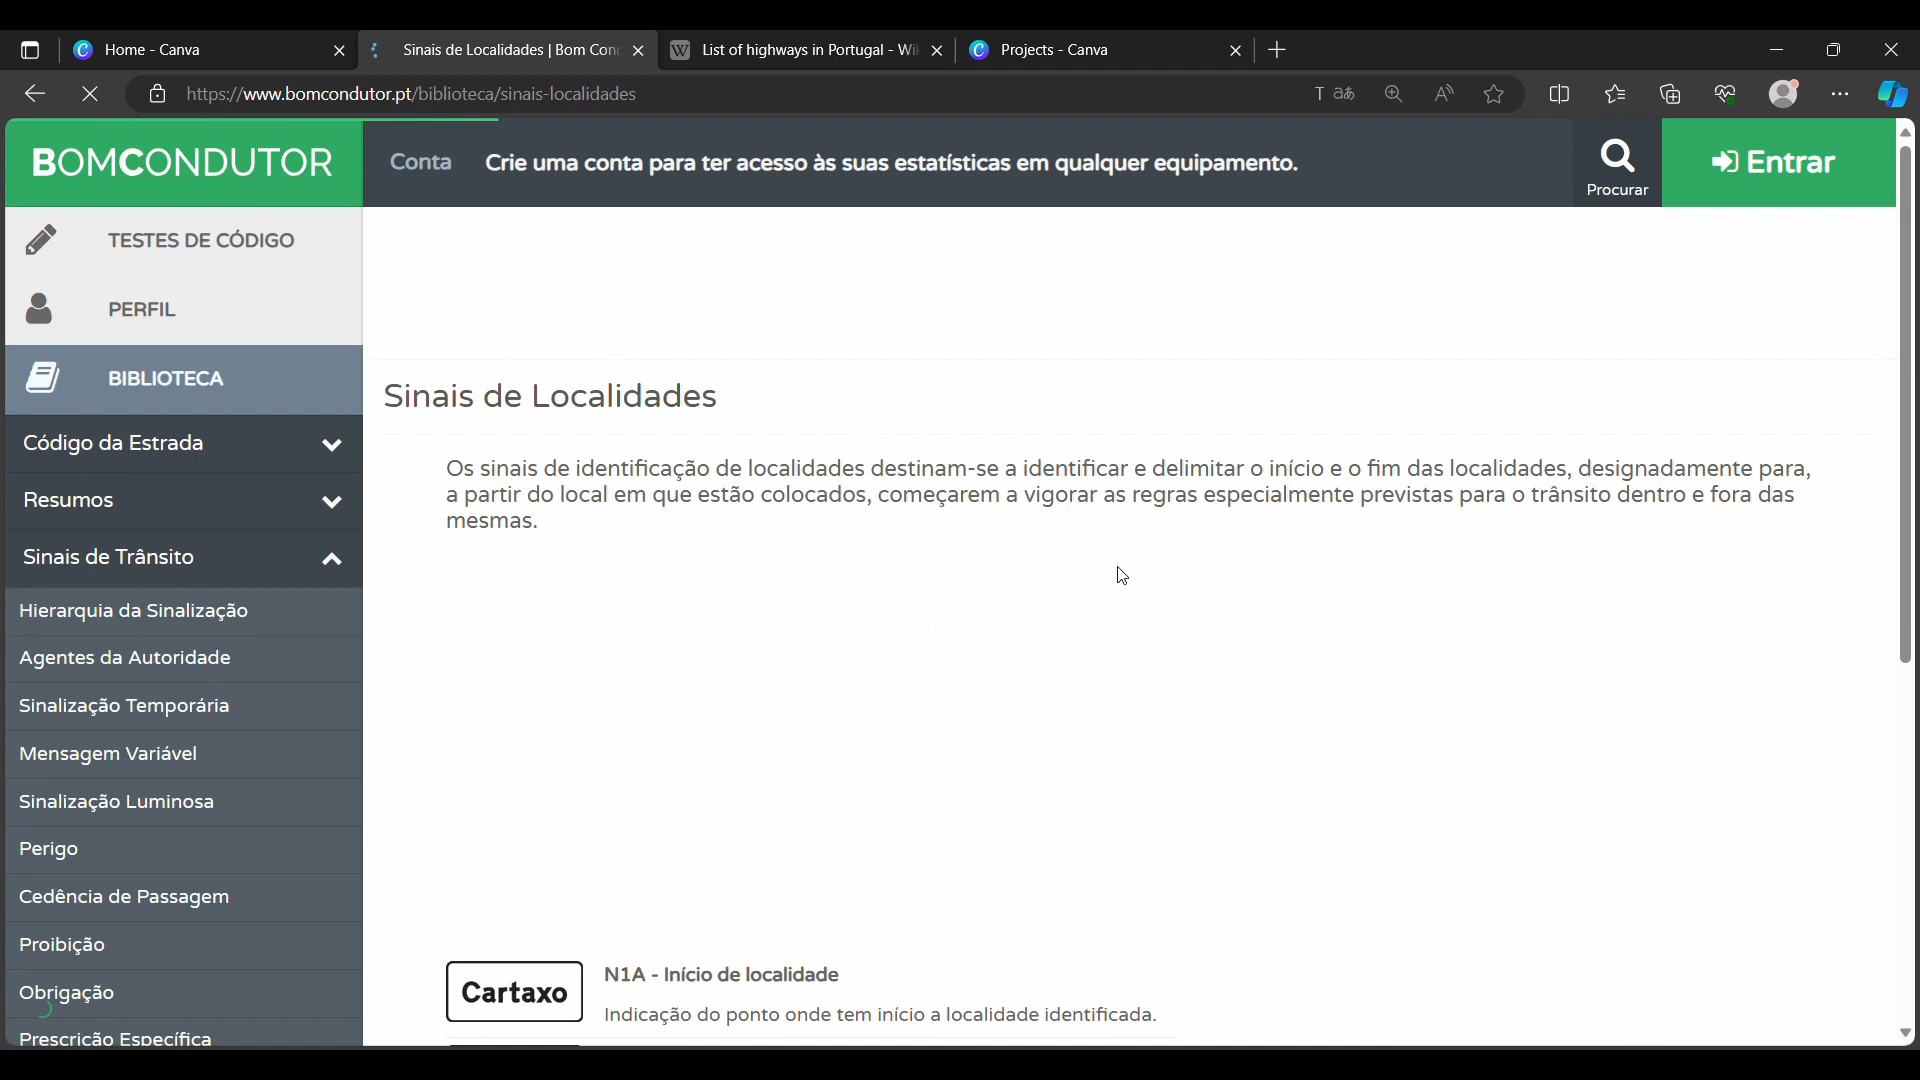 Home - Canva
Sinais de Localidades | Bom Con
List of highways in Portugal - Wi
Projects - Canva
https://www.bomcondutor.pt/biblioteca/sinais-localidades
BOMCONDUTOR
Conta
Crie uma conta para ter acesso às suas estatísticas em qualquer equipamento.
Procurar
Entrar
TESTES DE CÓDIGO
PERFIL
BIBLIOTECA
Código da Estrada
Resumos
Sinais de Trânsito
Hierarquia da Sinalização
Agentes da Autoridade
Sinalização Temporária
Mensagem Variável
Sinalização Luminosa
Perigo
Cedência de Passagem
Proibição
Obrigação
Prescrição Específica
Sinais de Localidades
Os sinais de identificação de localidades destinam-se a identificar e delimitar o início e o fim das localidades, designadamente para,
a partir do local em que estão colocados, começarem a vigorar as regras especialmente previstas para o trânsito dentro e fora das
mesmas.
Cartaxo
N1A - Início de localidade
Indicação do ponto onde tem início a localidade identificada.